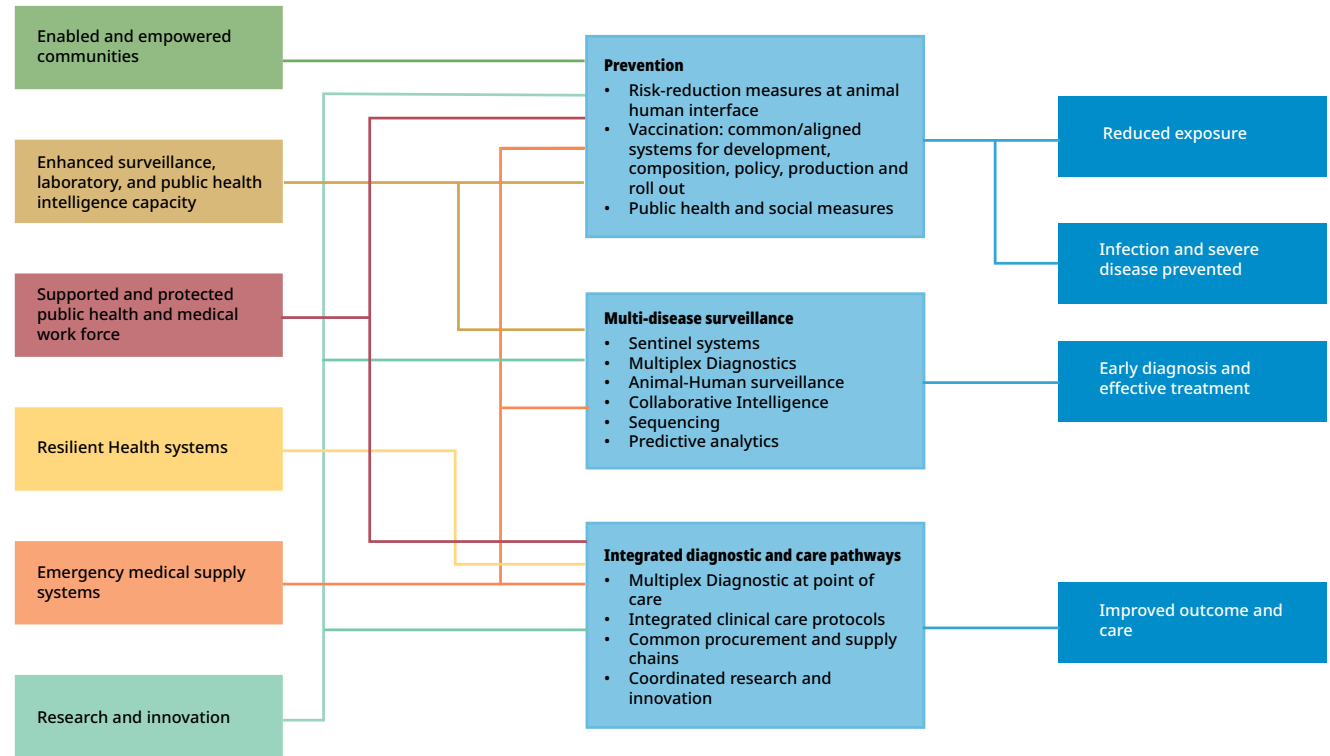 Enabled and empowered
communities
Enhanced surveillance,
laboratory, and public health
intelligence capacity
Supported and protected
public health and medical
work force
Resilient Health systems
Emergency medical supply
systems
Research and innovation
Prevention
• Risk-reduction measures at animal
human interface
• Vaccination: common/aligned
systems for development,
composition, policy, production and
roll out
• Public health and social measures
Multi-disease surveillance
• Sentinel systems
• Multiplex Diagnostics
• Animal-Human surveillance
• Collaborative Intelligence
• Sequencing
• Predictive analytics
Integrated diagnostic and care pathways
• Multiplex Diagnostic at point of
care
• Integrated clinical care protocols
• Common procurement and supply
chains
• Coordinated research and
innovation
Reduced exposure
Infection and severe
disease prevented
Early diagnosis and
effective treatment
Improved outcome and
care